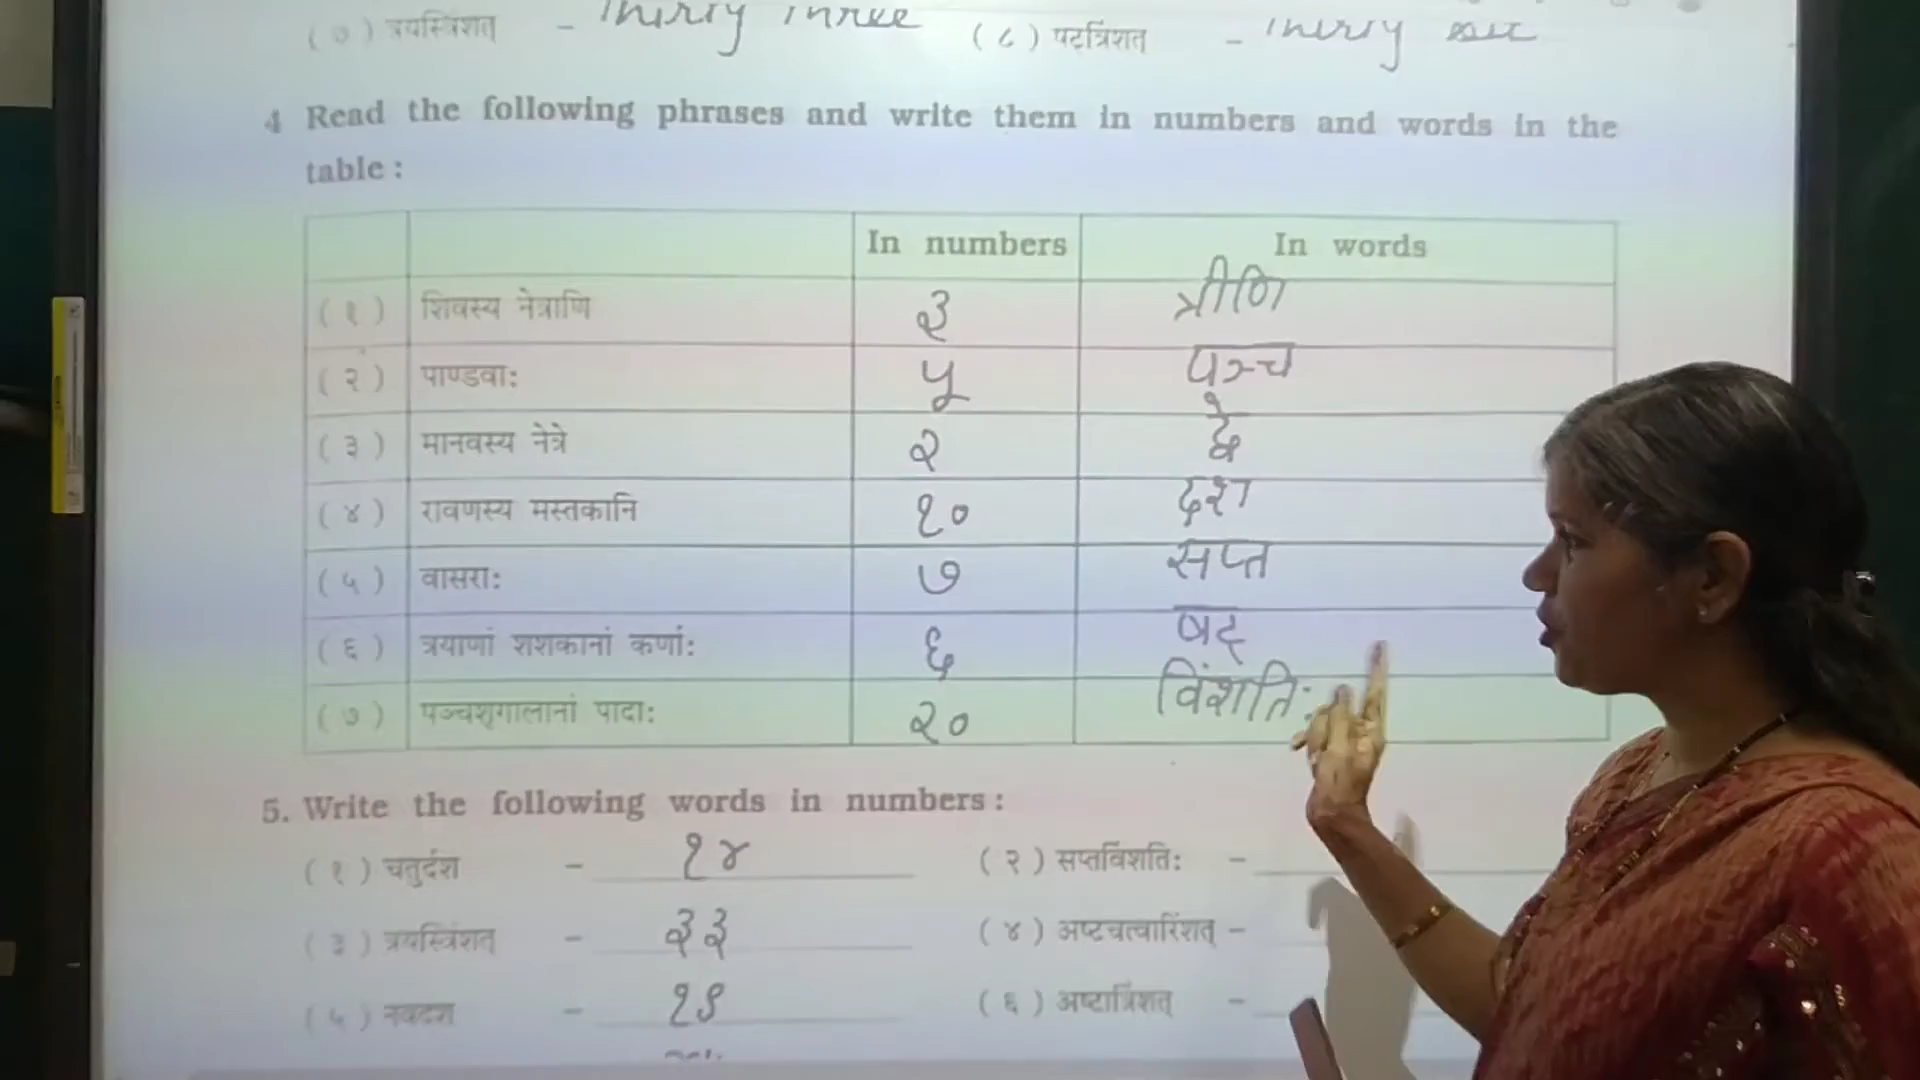 ( ७ ) त्रयस्त्रिंशत् - Thirty Three ( ८ ) षट्त्रिंशत् - Thirty six
4 Read the following phrases and write them in numbers and words in the
table :
In numbers In words
( १ ) शिवस्य नेत्राणि ३ त्रीणि
( २ ) पाण्डवाः ५ पञ्च
( ३ ) मानवस्य नेत्रे २ द्वे
( ४ ) रावणस्य मस्तकानि १० दश
( ५ ) वासराः ७ सप्त
( ६ ) त्रयाणां शशकानां कर्णाः ६ षट्
( ७ ) पञ्चशृगालानां पादाः २० विंशतिः
5. Write the following words in numbers :
( १ ) चतुर्दश - १४ ( २ ) सप्तविंशतिः -
( ३ ) त्रयस्त्रिंशत् - ३३ ( ४ ) अष्टचत्वारिंशत् -
( ५ ) नवदश - १९ ( ६ ) अष्टात्रिंशत् -